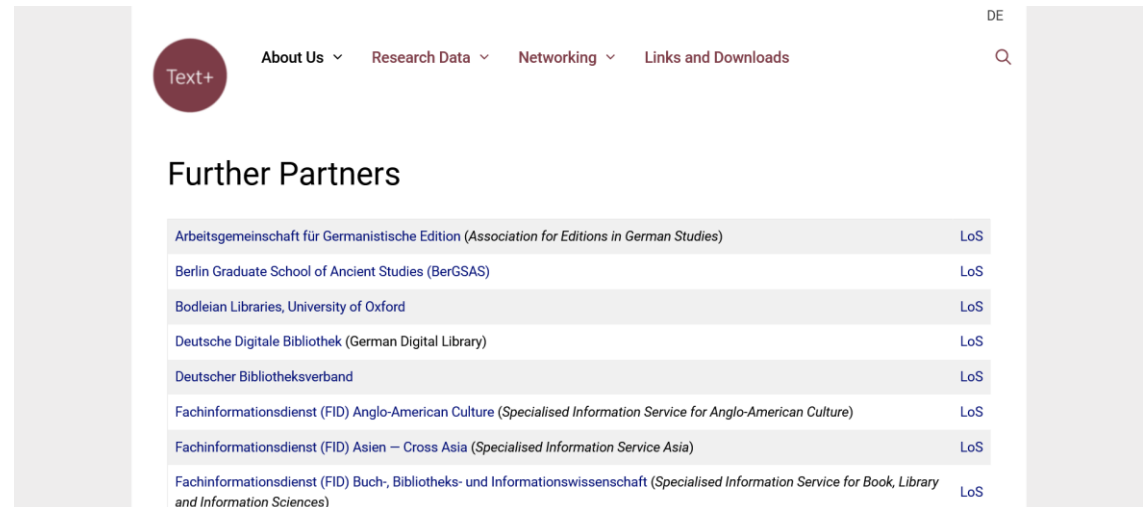 DE
Text+
About Us
Research Data
Networking
Links and Downloads
Further Partners
Arbeitsgemeinschaft für Germanistische Edition (Association for Editions in German Studies) LoS
Berlin Graduate School of Ancient Studies (BerGSAS) LoS
Bodleian Libraries, University of Oxford LoS
Deutsche Digitale Bibliothek (German Digital Library) LoS
Deutscher Bibliotheksverband LoS
Fachinformationsdienst (FID) Anglo-American Culture (Specialised Information Service for Anglo-American Culture) LoS
Fachinformationsdienst (FID) Asien — Cross Asia (Specialised Information Service Asia) LoS
Fachinformationsdienst (FID) Buch-, Bibliotheks- und Informationswissenschaft (Specialised Information Service for Book, Library
and Information Sciences) LoS